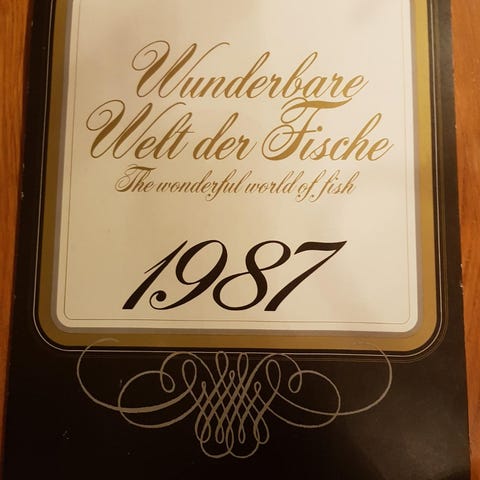 Wunderbare
Welt der Fische
The wonderful world of fish
1987